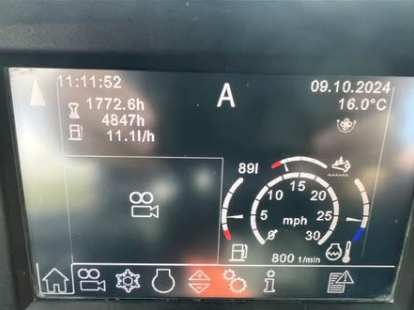 11:11:52
A
09.10.2024
16.0°C
1772.6h
4847h
11.1l/h
89l
0
5
10
15
20
25
30
mph
800 1/min
i